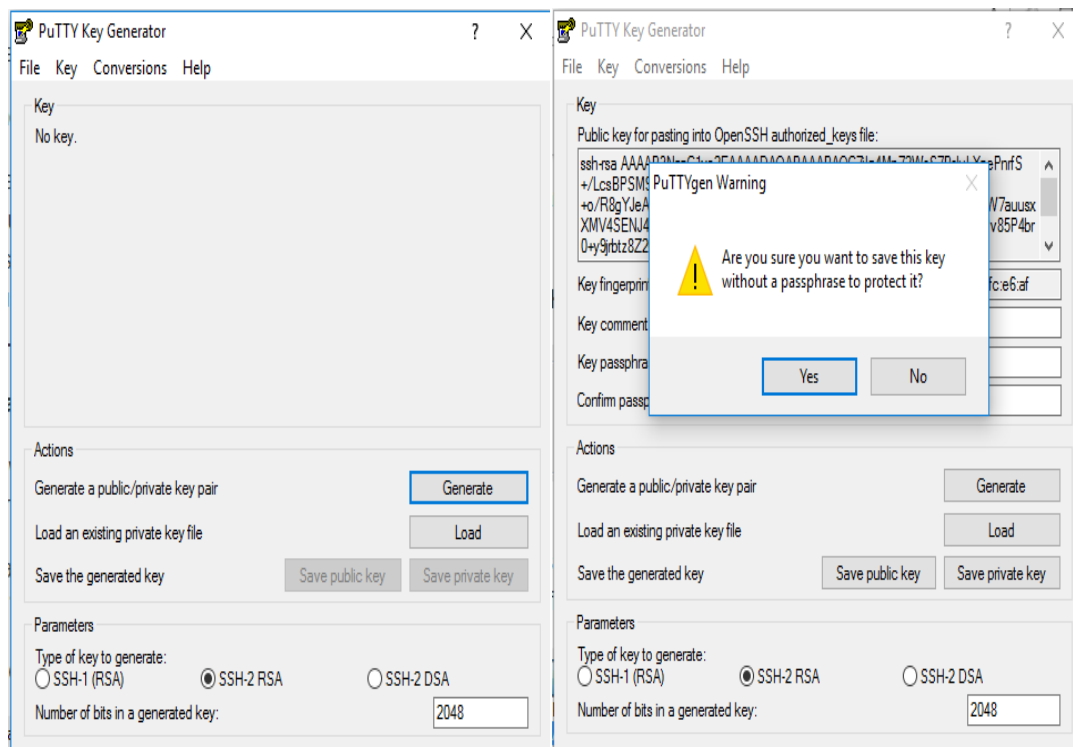 PuTTY Key Generator
?
X
File Key Conversions Help
Key
No key.
Actions
Generate a public/private key pair
Generate
Load an existing private key file
Load
Save the generated key
Save public key
Save private key
Parameters
Type of key to generate:
SSH-1 (RSA)
SSH-2 RSA
SSH-2 DSA
Number of bits in a generated key:
2048
PuTTY Key Generator
?
X
File Key Conversions Help
Key
Public key for pasting into OpenSSH authorized_keys file:
ssh-rsa
+/LcsBPSMS
+o/R8gYJeA
W7auusx
XMV4SENJ4
v85P4br
0+y9jrbtz8Z2
PuTTYgen Warning
X
Are you sure you want to save this key
without a passphrase to protect it?
Yes
No
Key fingerprint
fc:e6:af
Key comment
Key passphra
Confirm passp
Actions
Generate a public/private key pair
Generate
Load an existing private key file
Load
Save the generated key
Save public key
Save private key
Parameters
Type of key to generate:
SSH-1 (RSA)
SSH-2 RSA
SSH-2 DSA
Number of bits in a generated key:
2048